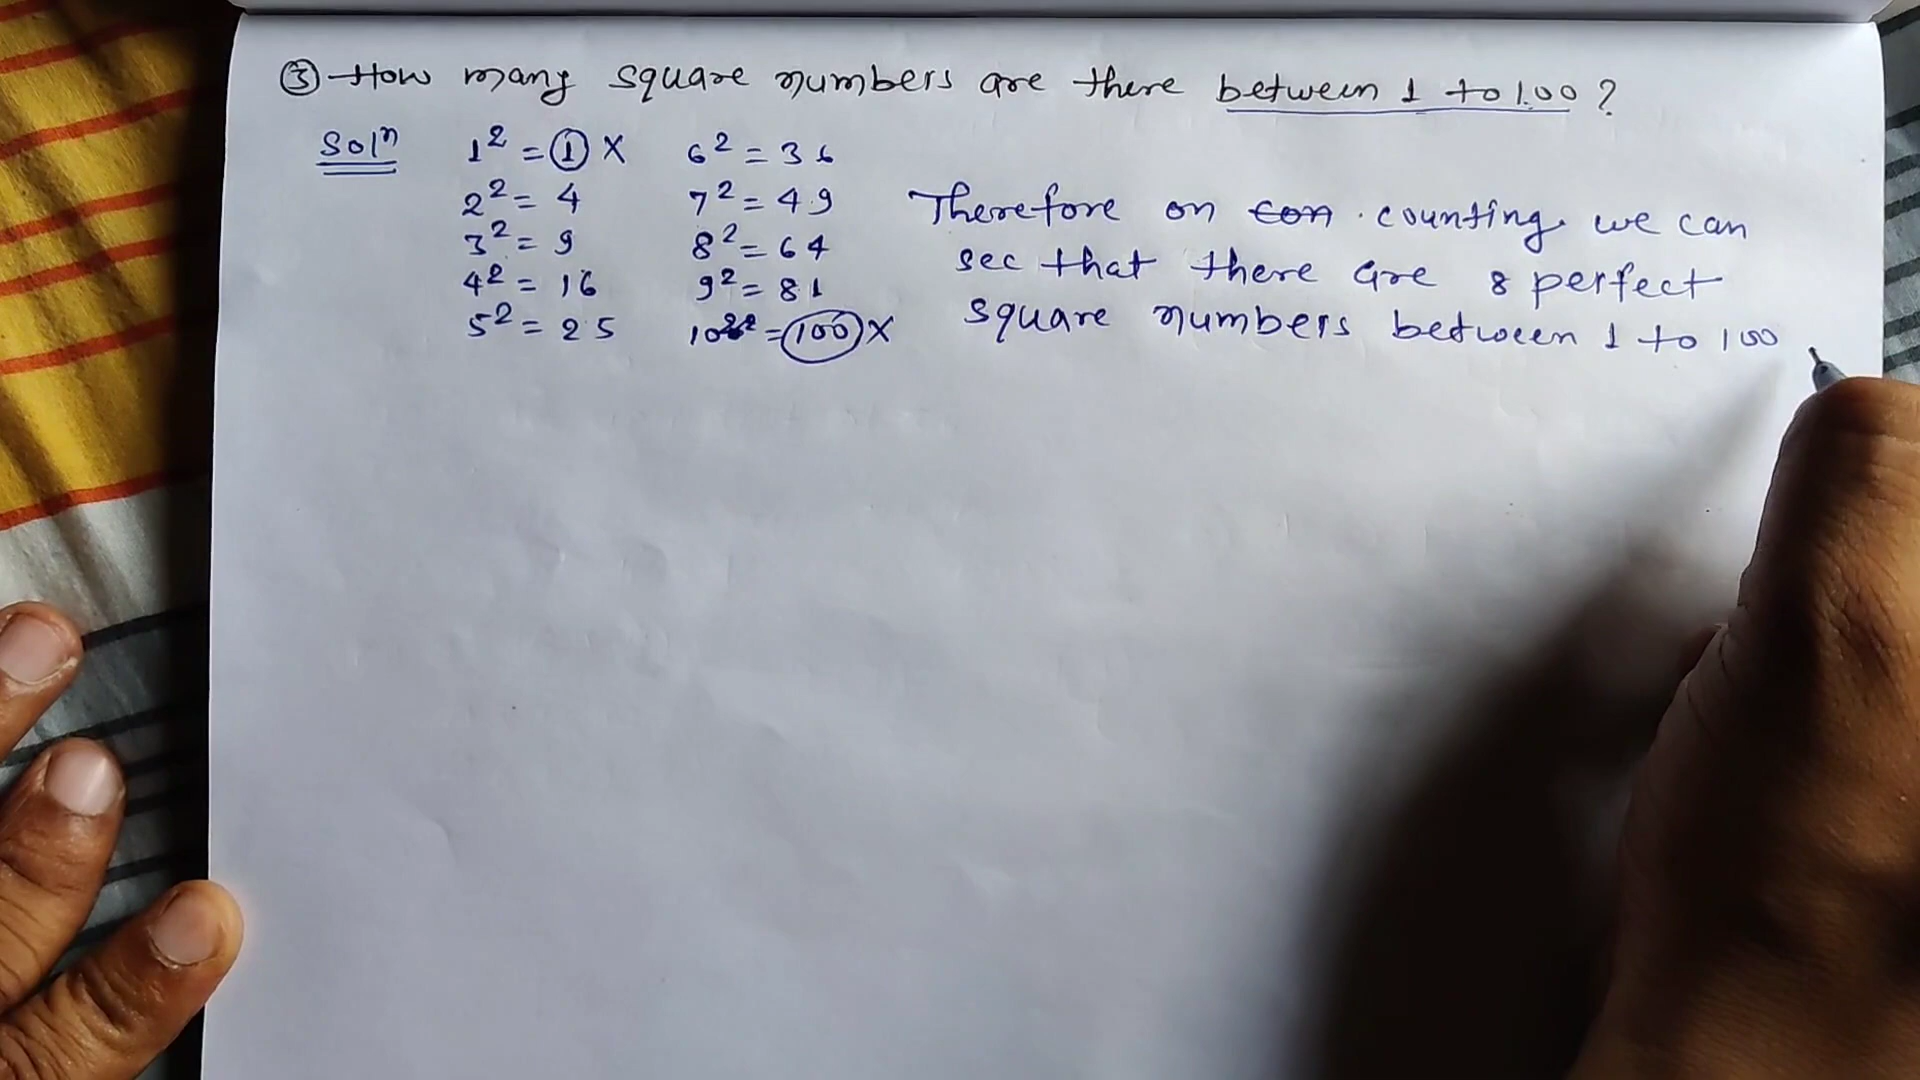 ③ How many square numbers are there between 1 to 100?
Solⁿ
1² = 1 X
2² = 4
3² = 9
4² = 16
5² = 25
6² = 36
7² = 49
8² = 64
9² = 81
10² = 100 X
Therefore on con counting we can
see that there are 8 perfect
square numbers between 1 to 100